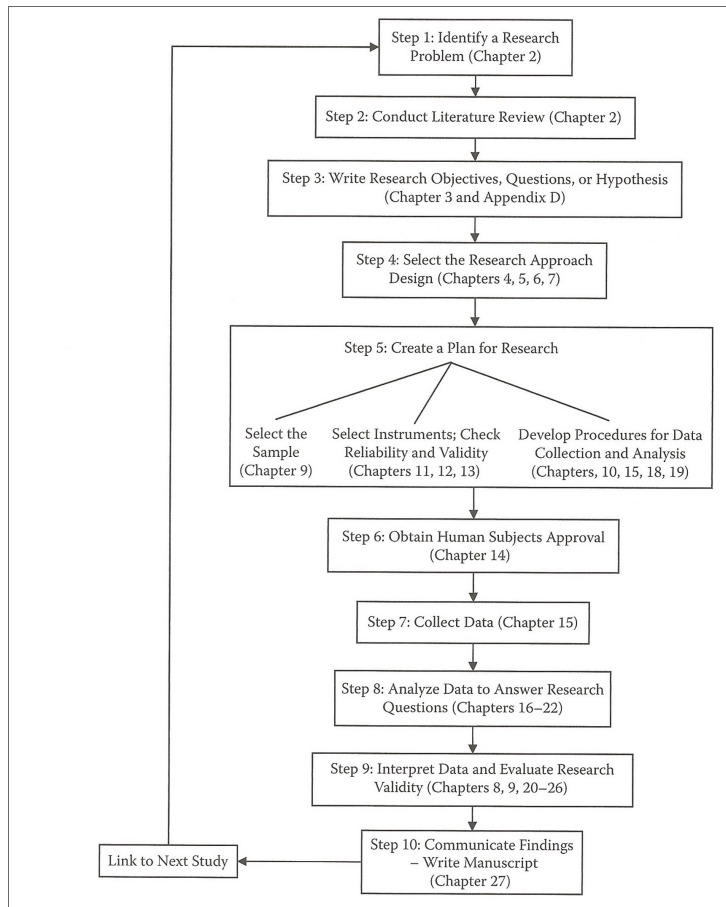 Step 1: Identify a Research
Problem (Chapter 2)
Step 2: Conduct Literature Review (Chapter 2)
Step 3: Write Research Objectives, Questions, or Hypothesis
(Chapter 3 and Appendix D)
Step 4: Select the Research Approach
Design (Chapters 4, 5, 6, 7)
Step 5: Create a Plan for Research
Select the
Sample
(Chapter 9)
Select Instruments; Check
Reliability and Validity
(Chapters 11, 12, 13)
Develop Procedures for Data
Collection and Analysis
(Chapters, 10, 15, 18, 19)
Step 6: Obtain Human Subjects Approval
(Chapter 14)
Step 7: Collect Data (Chapter 15)
Step 8: Analyze Data to Answer Research
Questions (Chapters 16–22)
Step 9: Interpret Data and Evaluate Research
Validity (Chapters 8, 9, 20–26)
Step 10: Communicate Findings
– Write Manuscript
(Chapter 27)
Link to Next Study